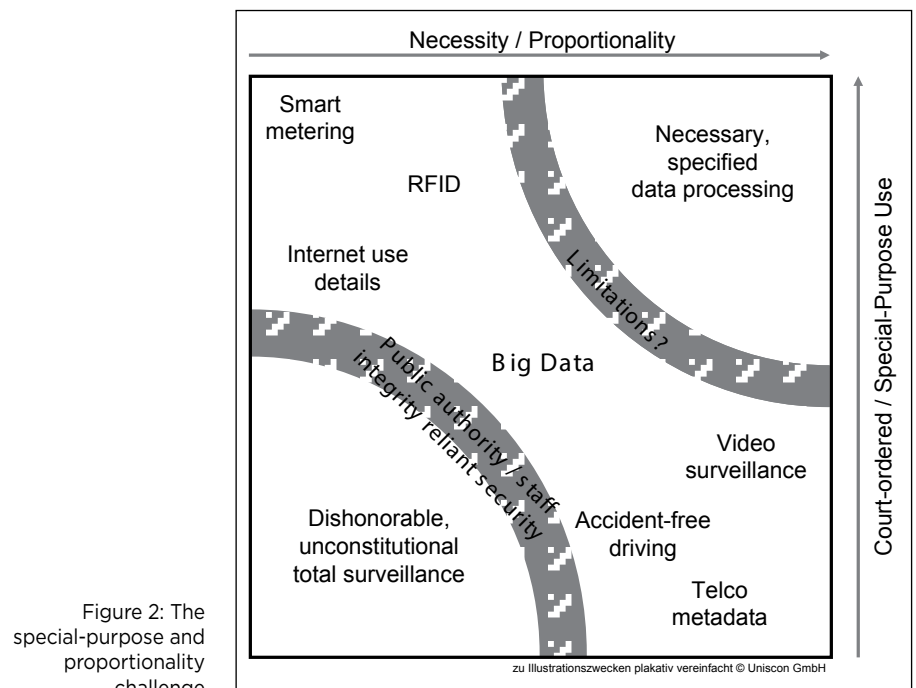 Necessity / Proportionality
Smart
metering
Necessary,
specified
data processing
RFID
Internet use
details
Limitations?
Public authority / staff
integrity reliant security
Big Data
Video
surveillance
Dishonorable,
unconstitutional
total surveillance
Accident-free
driving
Telco
metadata
Court-ordered / Special-Purpose Use
zu Illustrationszwecken plakativ vereinfacht © Uniscon GmbH
Figure 2: The
special-purpose and
proportionality
challenge